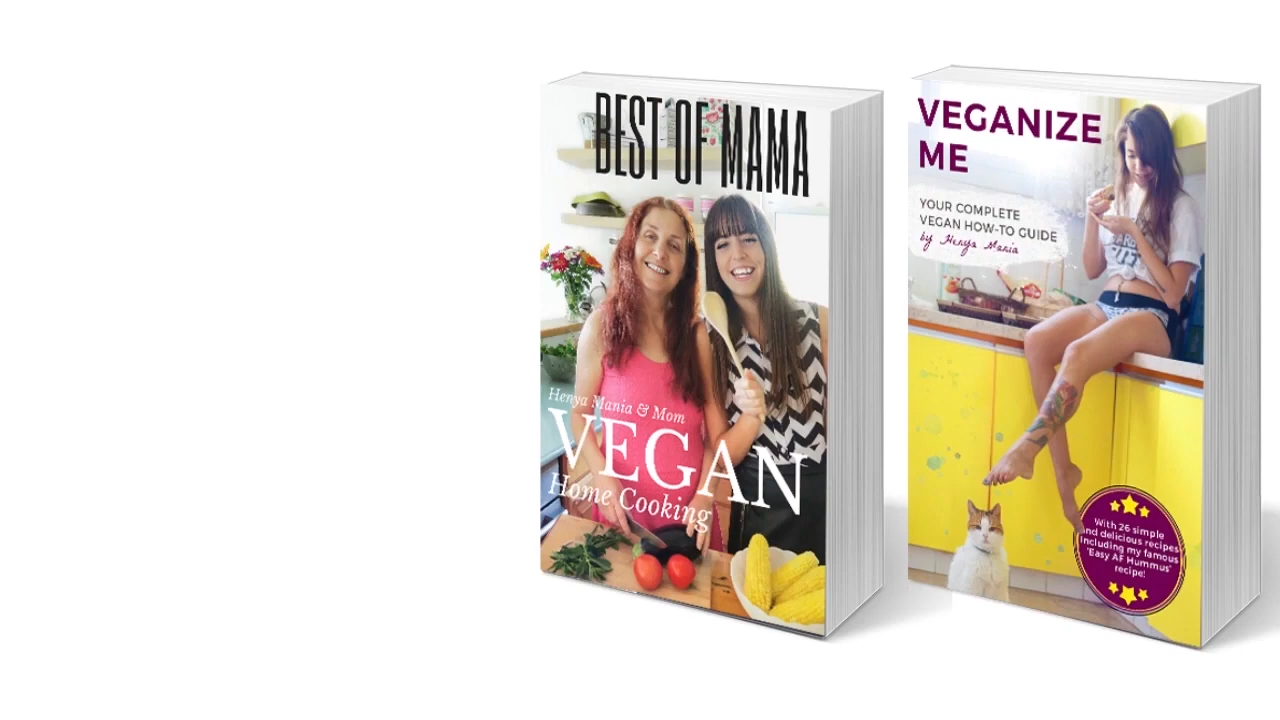 BEST OF MAMA
Henya Mania & Mom
VEGAN
Home Cooking
VEGANIZE
ME
YOUR COMPLETE
VEGAN HOW-TO GUIDE
by Henya Mania
With 26 simple
and delicious recipes
including my famous
'Easy AF Hummus'
recipe!